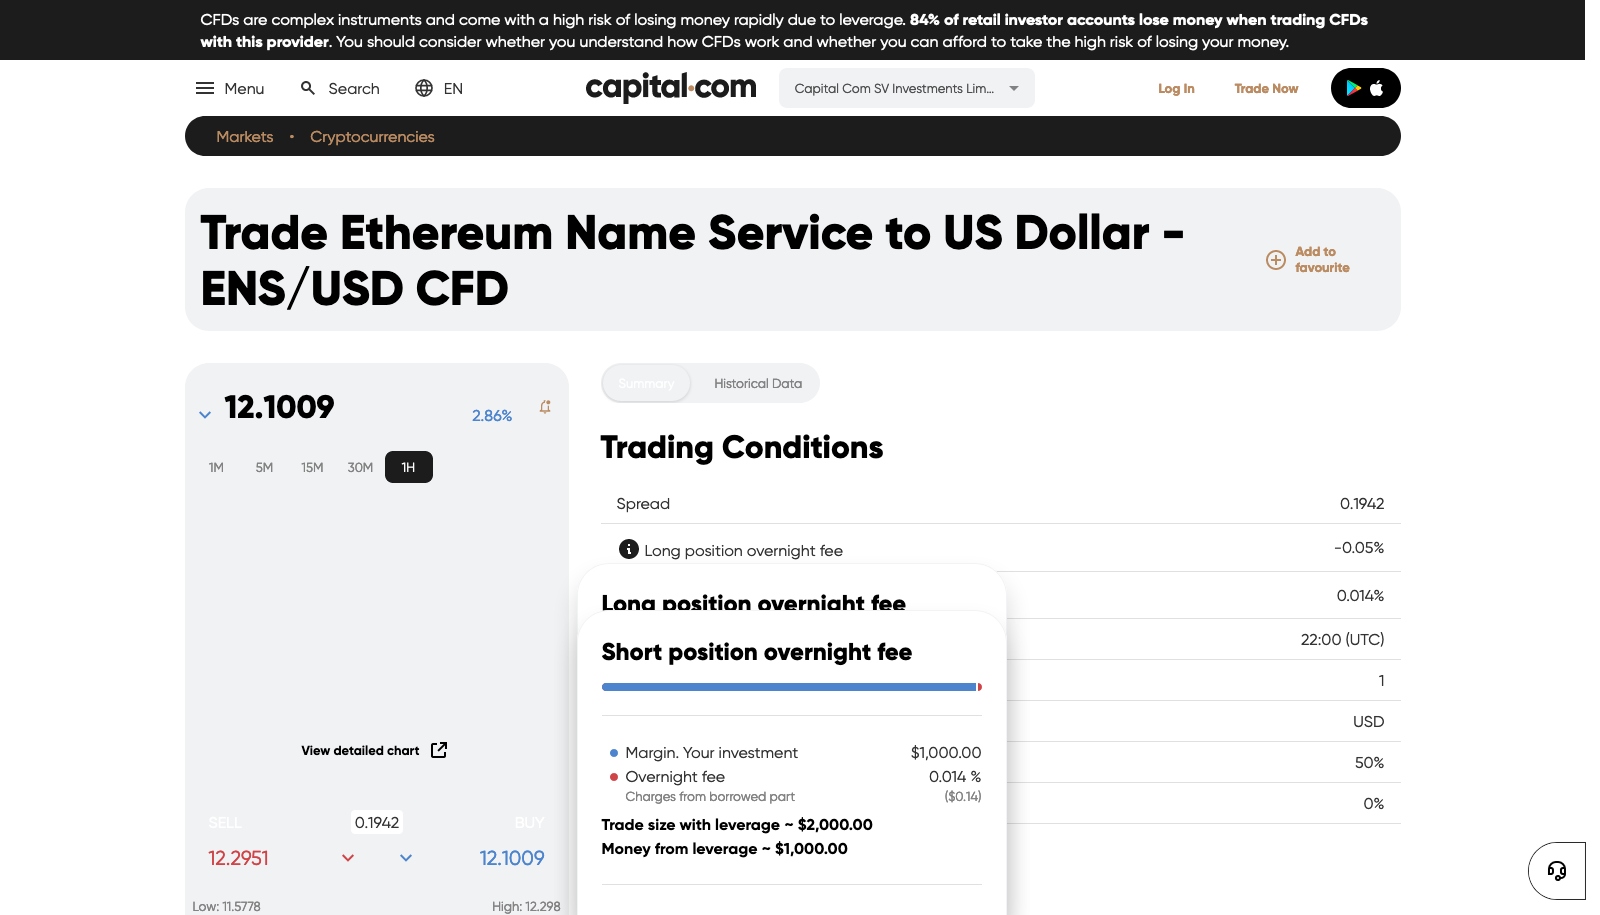 CFDs are complex instruments and come with a high risk of losing money rapidly due to leverage. 84% of retail investor accounts lose money when trading CFDs
with this provider. You should consider whether you understand how CFDs work and whether you can afford to take the high risk of losing your money.
Menu
Search
EN
capital.com
Capital Com SV Investments Lim...
Log In
Trade Now
Markets • Cryptocurrencies
Trade Ethereum Name Service to US Dollar -
ENS/USD CFD
Add to
favourite
12.1009
2.86%
1M 5M 15M 30M 1H
View detailed chart
SELL
0.1942
BUY
12.2951
12.1009
Low: 11.5778
High: 12.298
Summary
Historical Data
Trading Conditions
Spread 0.1942
Long position overnight fee -0.05%
0.014%
22:00 (UTC)
1
USD
50%
0%
Long position overnight fee
Short position overnight fee
Margin. Your investment $1,000.00
Overnight fee 0.014 %
Charges from borrowed part ($0.14)
Trade size with leverage ~ $2,000.00
Money from leverage ~ $1,000.00